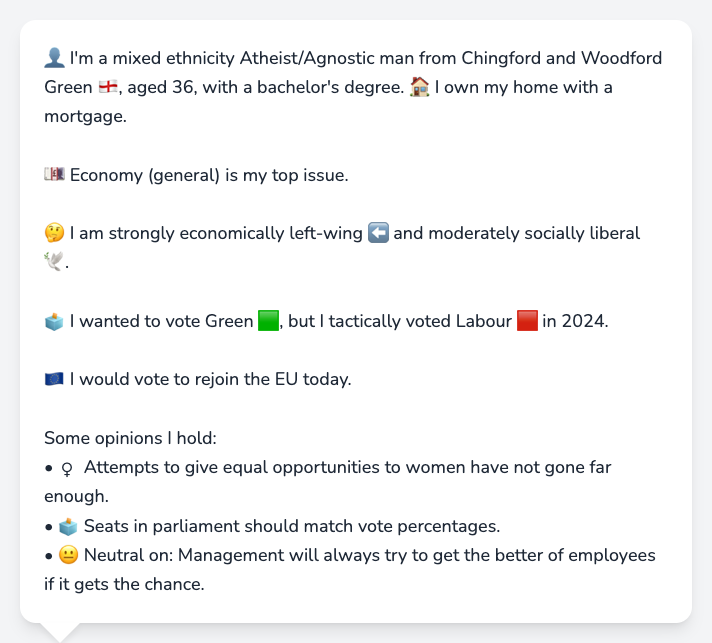 👤 I'm a mixed ethnicity Atheist/Agnostic man from Chingford and Woodford
Green 🏴󠁧󠁢󠁥󠁮󠁧󠁿, aged 36, with a bachelor's degree. 🏠 I own my home with a
mortgage.
💷 Economy (general) is my top issue.
🤔 I am strongly economically left-wing ⬅️ and moderately socially liberal
🕊️.
🗳️ I wanted to vote Green 🟩, but I tactically voted Labour 🟥 in 2024.
🇪🇺 I would vote to rejoin the EU today.
Some opinions I hold:
• ♀️ Attempts to give equal opportunities to women have not gone far
enough.
• 🗳️ Seats in parliament should match vote percentages.
• 😐 Neutral on: Management will always try to get the better of employees
if it gets the chance.